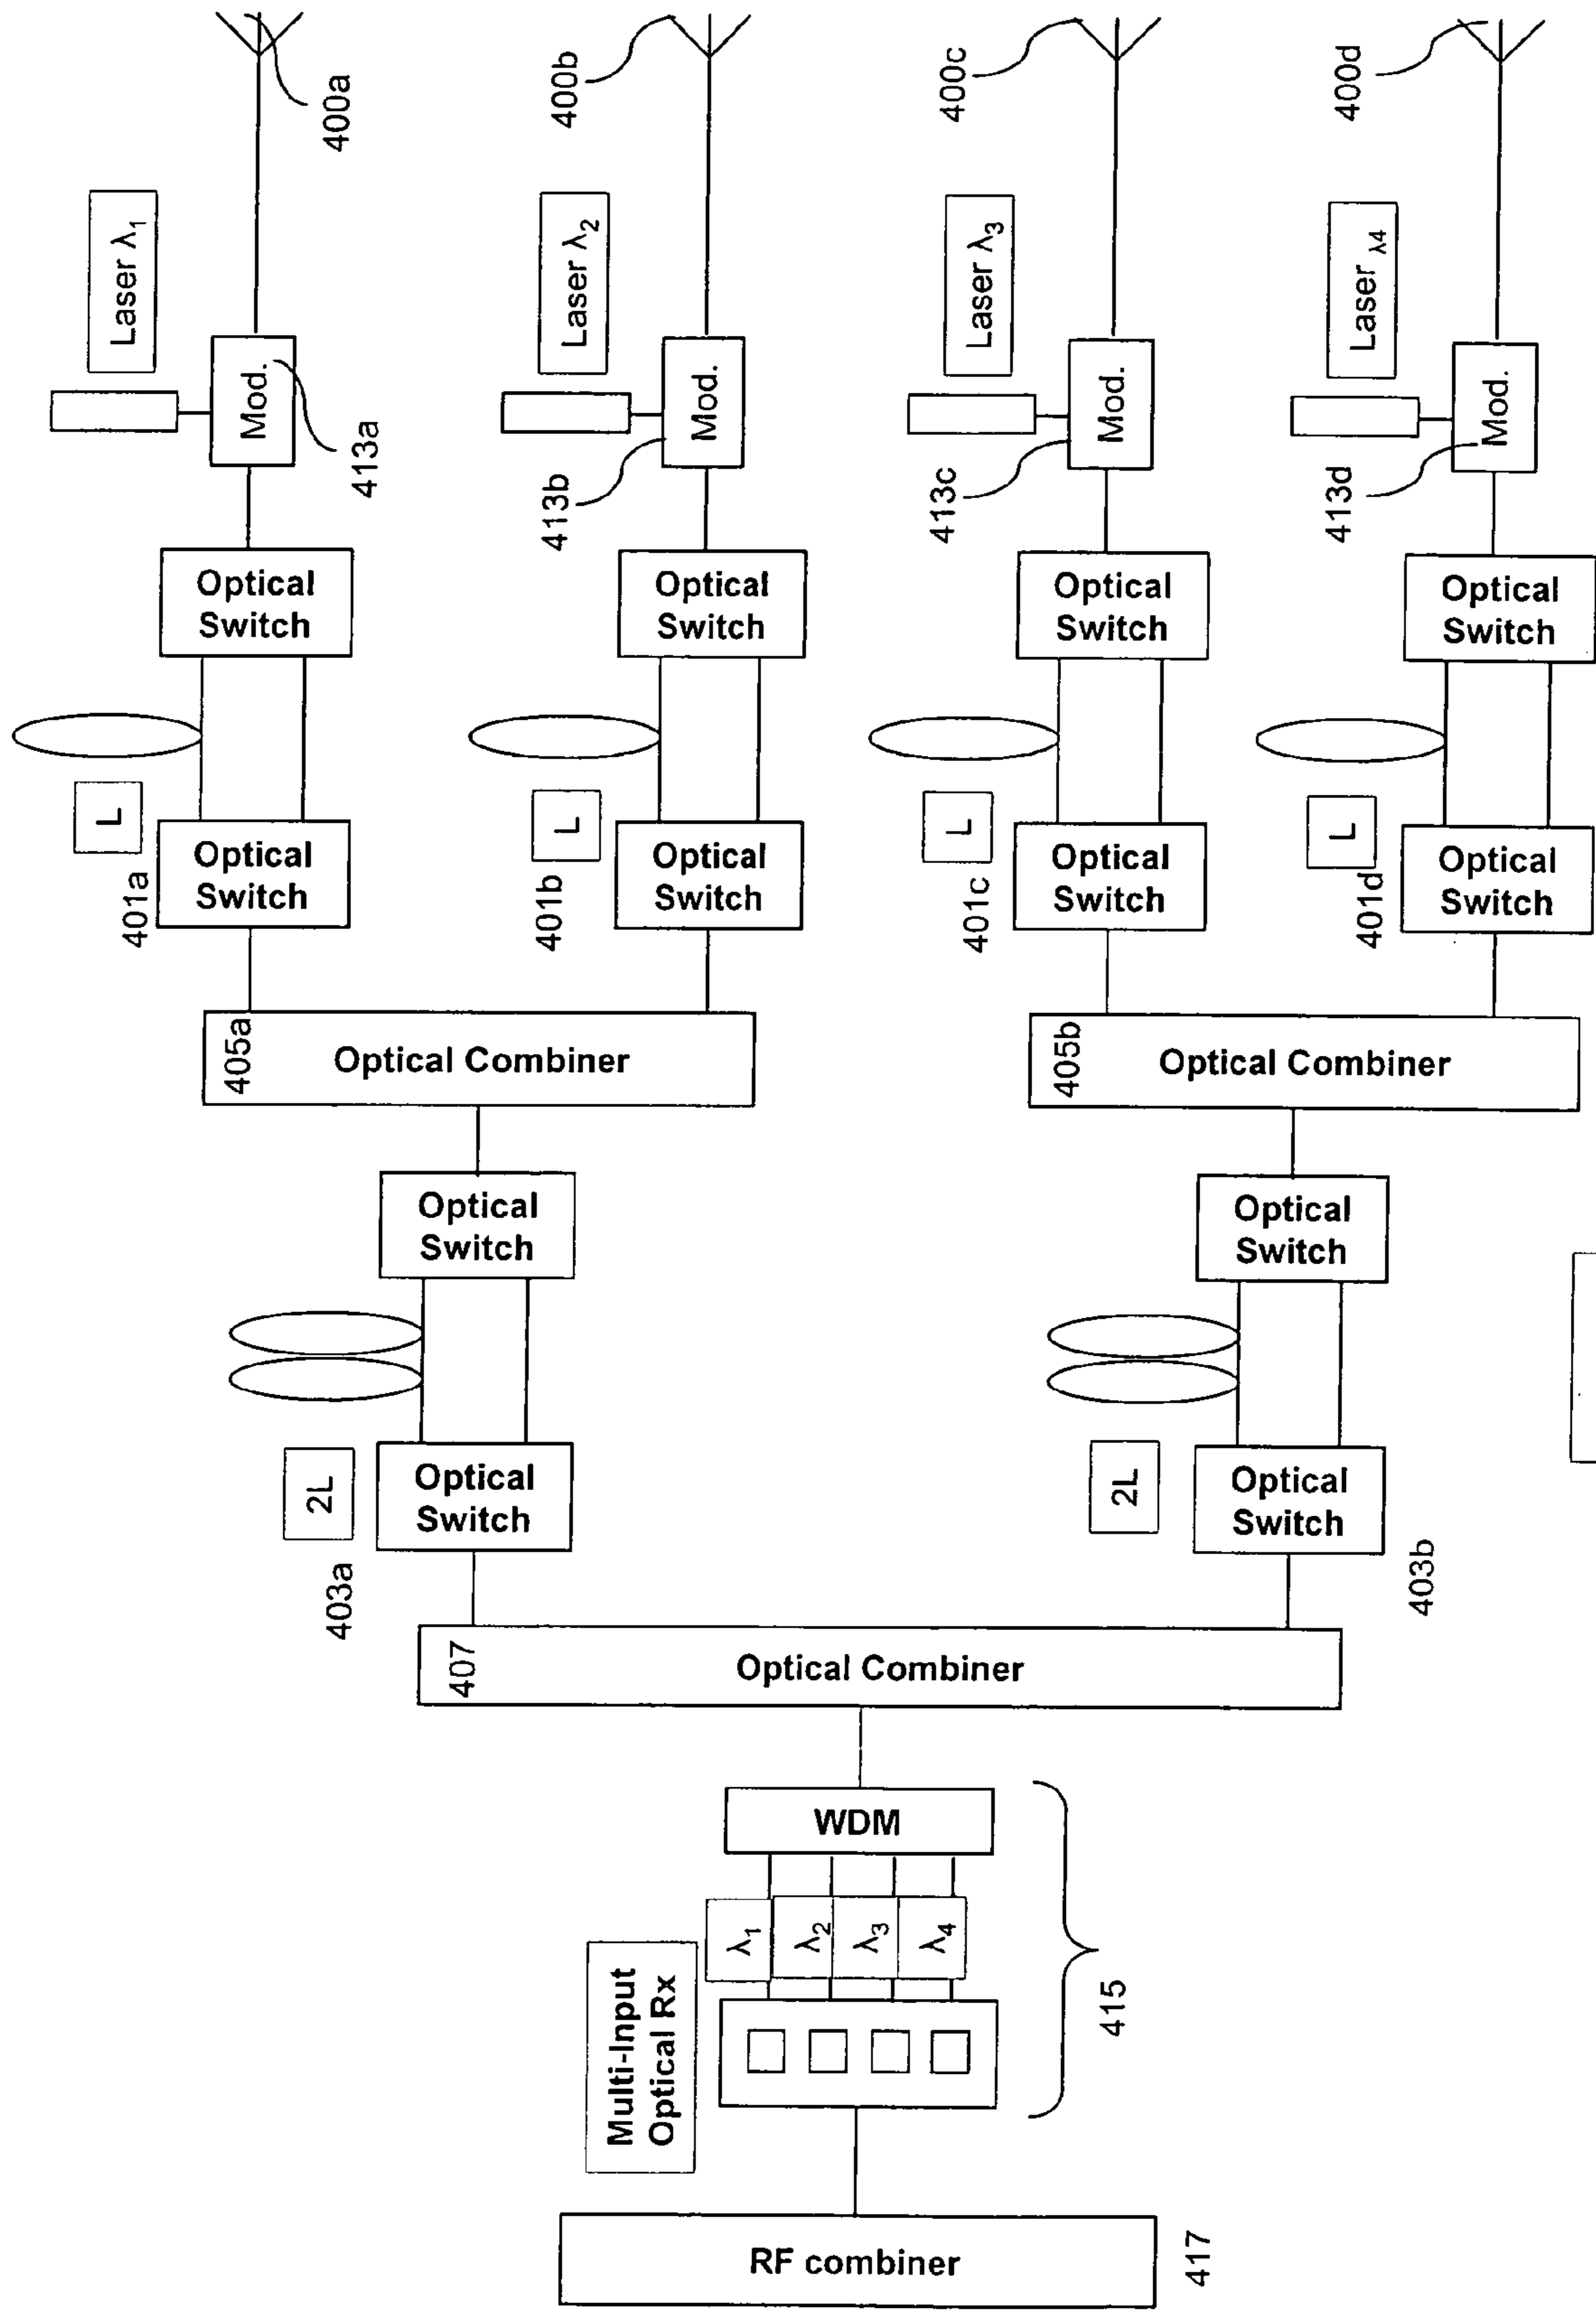 400a
400b
400c
400d
Laser λ1
Laser λ2
Laser λ3
Laser λ4
Mod.
Mod.
Mod.
Mod.
413a
413b
413c
413d
Optical
Switch
Optical
Switch
Optical
Switch
Optical
Switch
L
L
L
L
401a
Optical
Switch
401b
Optical
Switch
401c
Optical
Switch
401d
Optical
Switch
405a
Optical Combiner
405b
Optical Combiner
Optical
Switch
Optical
Switch
2L
Optical
Switch
403a
2L
Optical
Switch
403b
407
Optical Combiner
WDM
λ1
λ2
λ3
λ4
Multi-Input
Optical Rx
415
RF combiner
417